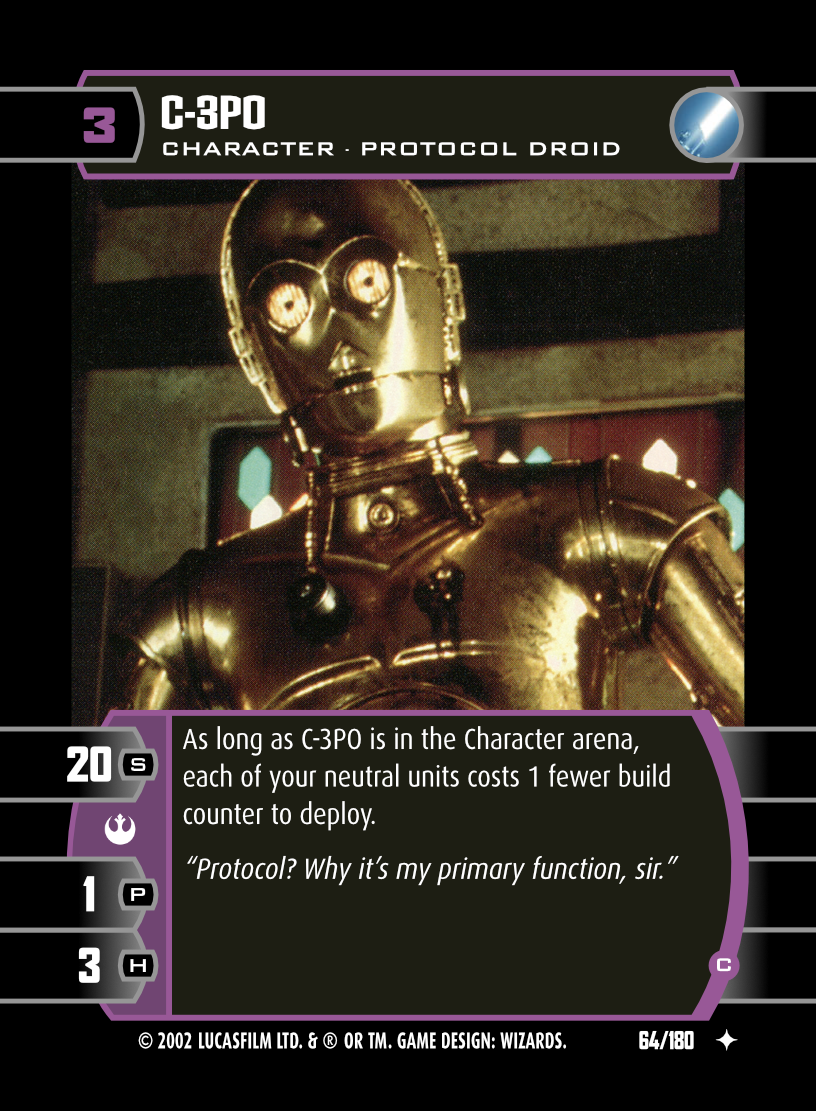 3
C-3PO
CHARACTER · PROTOCOL DROID
20 S
As long as C-3PO is in the Character arena,
each of your neutral units costs 1 fewer build
counter to deploy.
“Protocol? Why it’s my primary function, sir.”
1 P
3 H
C
© 2002 LUCASFILM LTD. & ® OR TM. GAME DESIGN: WIZARDS.
64/180